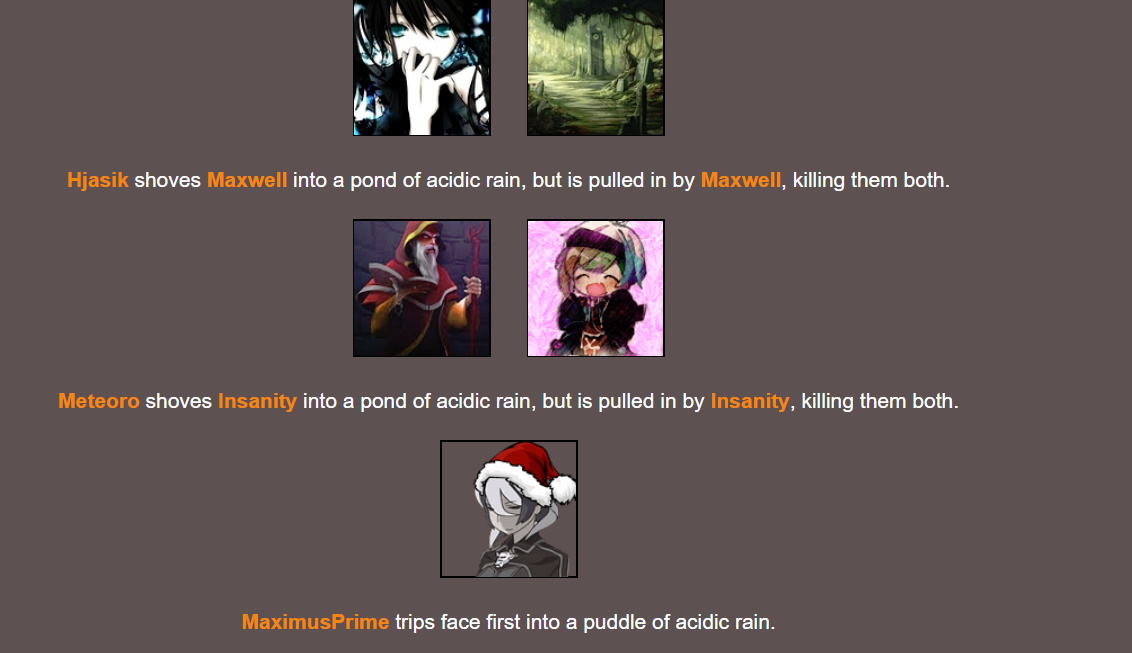 Hjasik shoves Maxwell into a pond of acidic rain, but is pulled in by Maxwell, killing them both.
Meteoro shoves Insanity into a pond of acidic rain, but is pulled in by Insanity, killing them both.
MaximusPrime trips face first into a puddle of acidic rain.